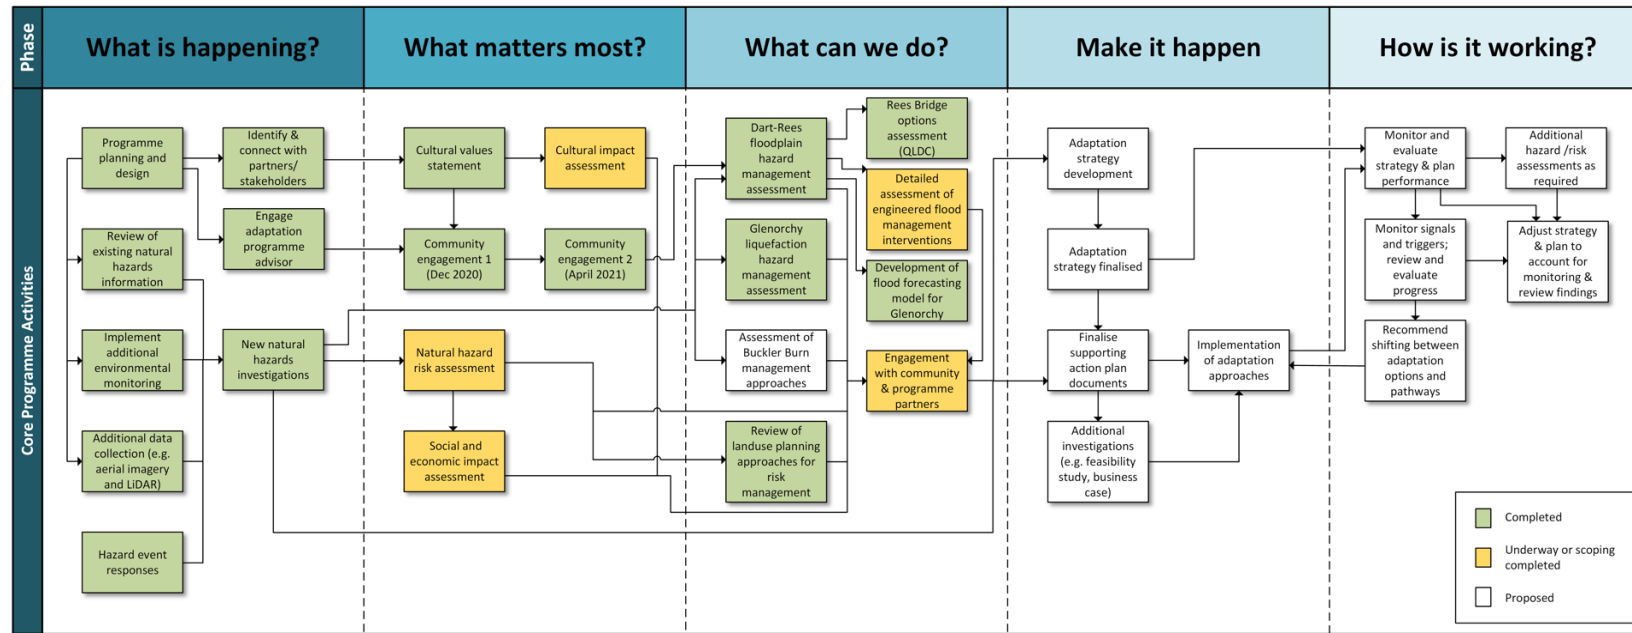 Phase
What is happening?
What matters most?
What can we do?
Make it happen
How is it working?
Core Programme Activities
Programme
planning and
design
Identify &
connect with
partners/
stakeholders
Engage
adaptation
programme
advisor
Review of
existing natural
hazards
information
Implement
additional
environmental
monitoring
New natural
hazards
investigations
Additional data
collection (e.g.
aerial imagery
and LiDAR)
Hazard event
responses
Cultural values
statement
Cultural impact
assessment
Community
engagement 1
(Dec 2020)
Community
engagement 2
(April 2021)
Natural hazard
risk assessment
Social and
economic impact
assessment
Dart-Rees
floodplain
hazard
management
assessment
Rees Bridge
options
assessment
(QLDC)
Detailed
assessment of
engineered flood
management
interventions
Glenorchy
liquefaction
hazard
management
assessment
Development of
flood forecasting
model for
Glenorchy
Assessment of
Buckler Burn
management
approaches
Engagement
with community
& programme
partners
Review of
landuse planning
approaches for
risk
management
Adaptation
strategy
development
Adaptation
strategy finalised
Finalise
supporting
action plan
documents
Implementation
of adaptation
approaches
Additional
investigations
(e.g. feasibility
study, business
case)
Monitor and
evaluate
strategy & plan
performance
Additional
hazard /risk
assessments as
required
Monitor signals
and triggers;
review and
evaluate
progress
Adjust strategy
& plan to
account for
monitoring &
review findings
Recommend
shifting between
adaptation
options and
pathways
Completed
Underway or scoping
completed
Proposed